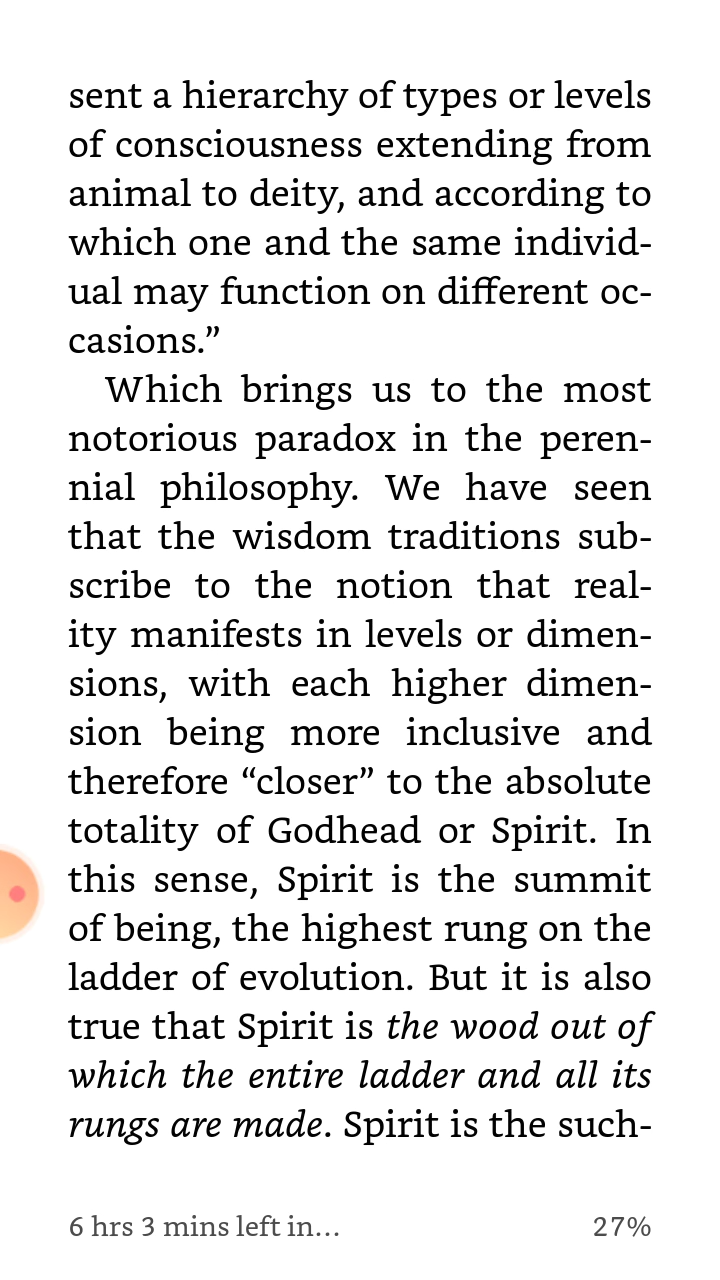 sent a hierarchy of types or levels
of consciousness extending from
animal to deity, and according to
which one and the same individ-
ual may function on different oc-
casions.”
Which brings us to the most
notorious paradox in the peren-
nial philosophy. We have seen
that the wisdom traditions sub-
scribe to the notion that real-
ity manifests in levels or dimen-
sions, with each higher dimen-
sion being more inclusive and
therefore “closer” to the absolute
totality of Godhead or Spirit. In
this sense, Spirit is the summit
of being, the highest rung on the
ladder of evolution. But it is also
true that Spirit is the wood out of
which the entire ladder and all its
rungs are made. Spirit is the such-
6 hrs 3 mins left in...
27%